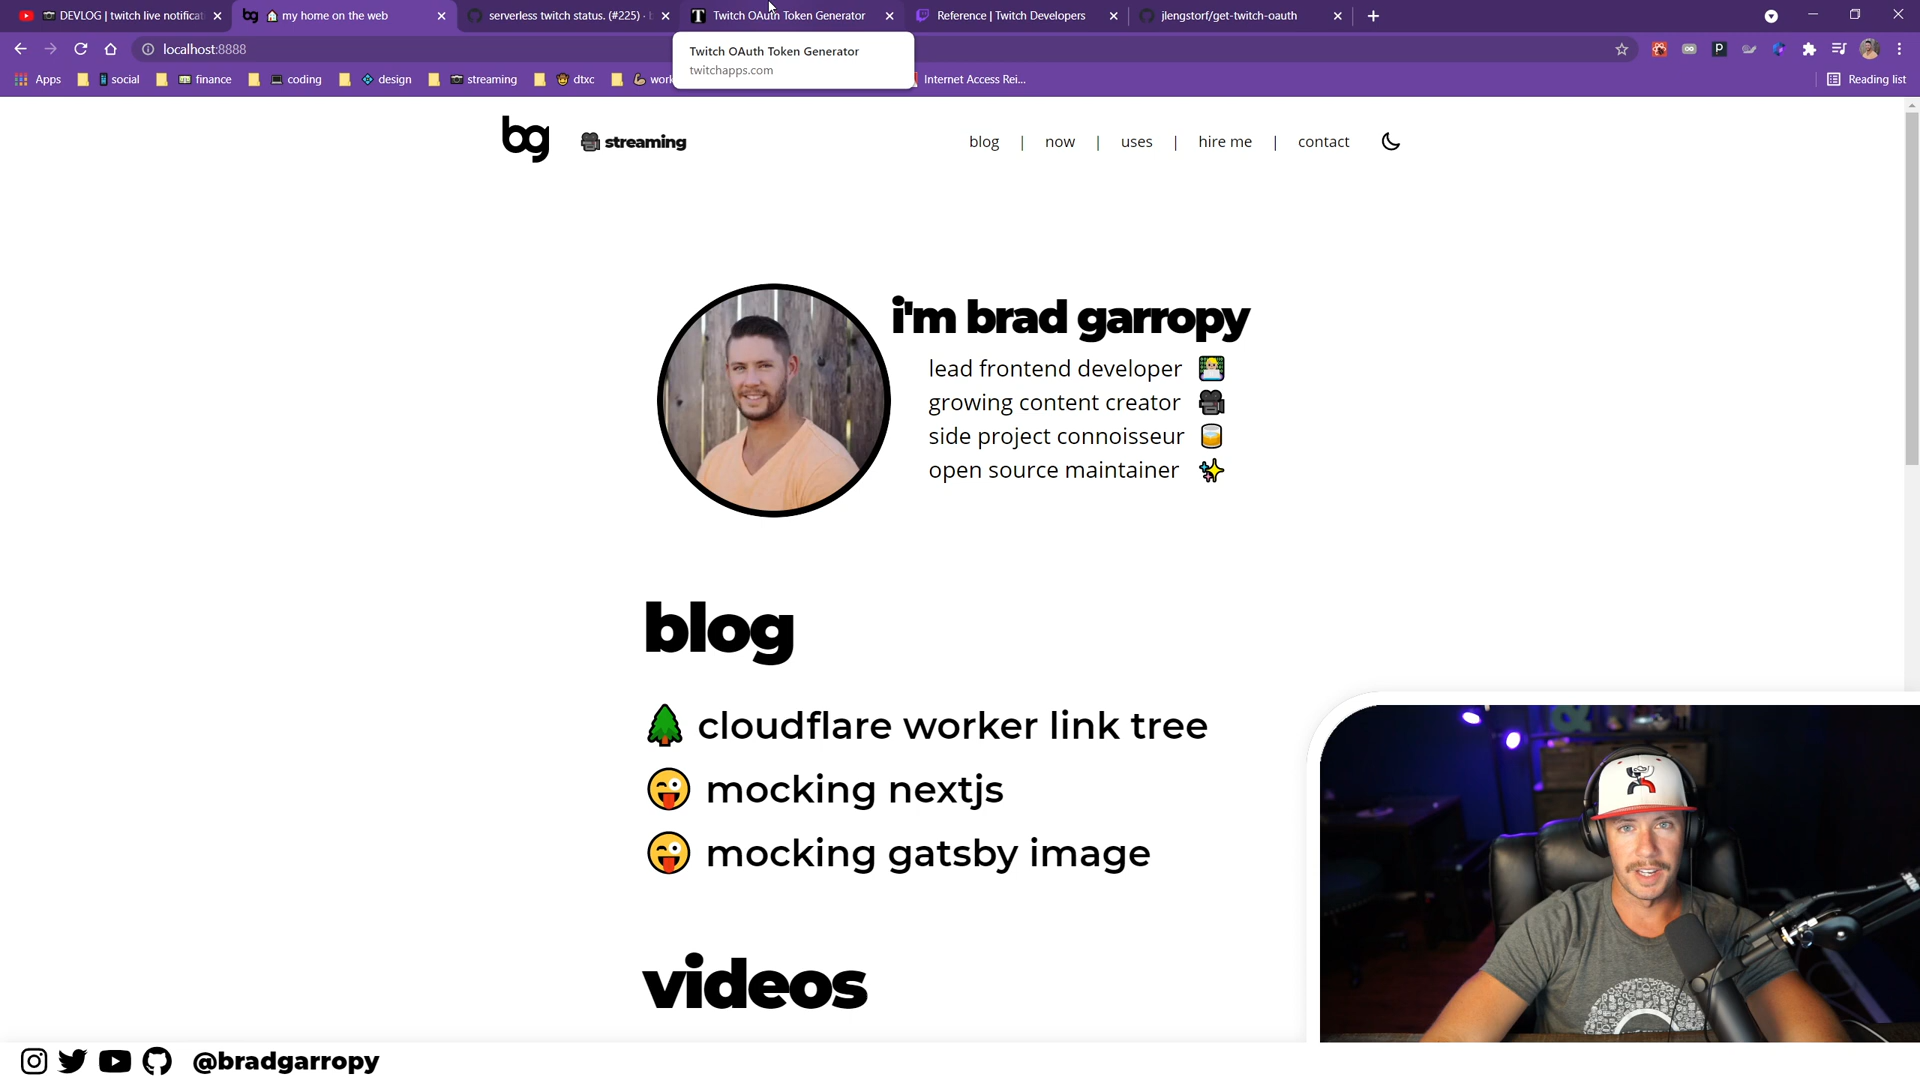 DEVLOG | twitch live notificat
my home on the web
serverless twitch status. (#225) ·
Twitch OAuth Token Generator
Reference | Twitch Developers
jlengstorf/get-twitch-oauth
localhost:8888
Twitch OAuth Token Generator
twitchapps.com
Apps
social
finance
coding
design
streaming
dtxc
work
Internet Access Rei...
Reading list
bg
streaming
blog | now | uses | hire me | contact
i'm brad garropy
lead frontend developer
growing content creator
side project connoisseur
open source maintainer
blog
cloudflare worker link tree
mocking nextjs
mocking gatsby image
videos
@bradgarropy